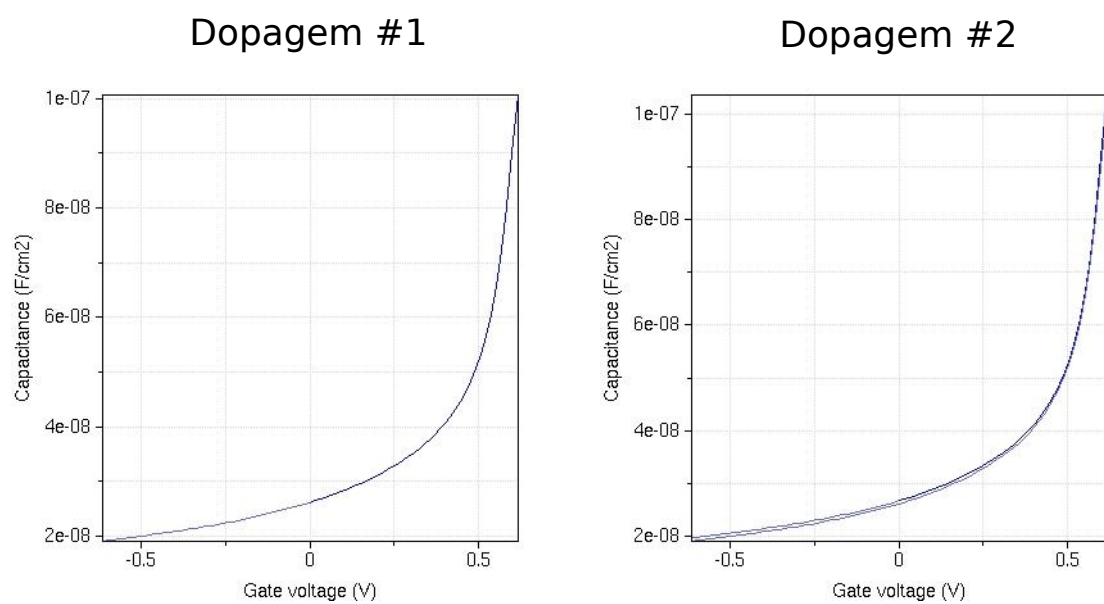 Dopagem #1
1e-07
8e-08
6e-08
4e-08
2e-08
Capacitance (F/cm2)
-0.5
0
0.5
Gate voltage (V)
Dopagem #2
1e-07
8e-08
6e-08
4e-08
2e-08
Capacitance (F/cm2)
-0.5
0
0.5
Gate voltage (V)